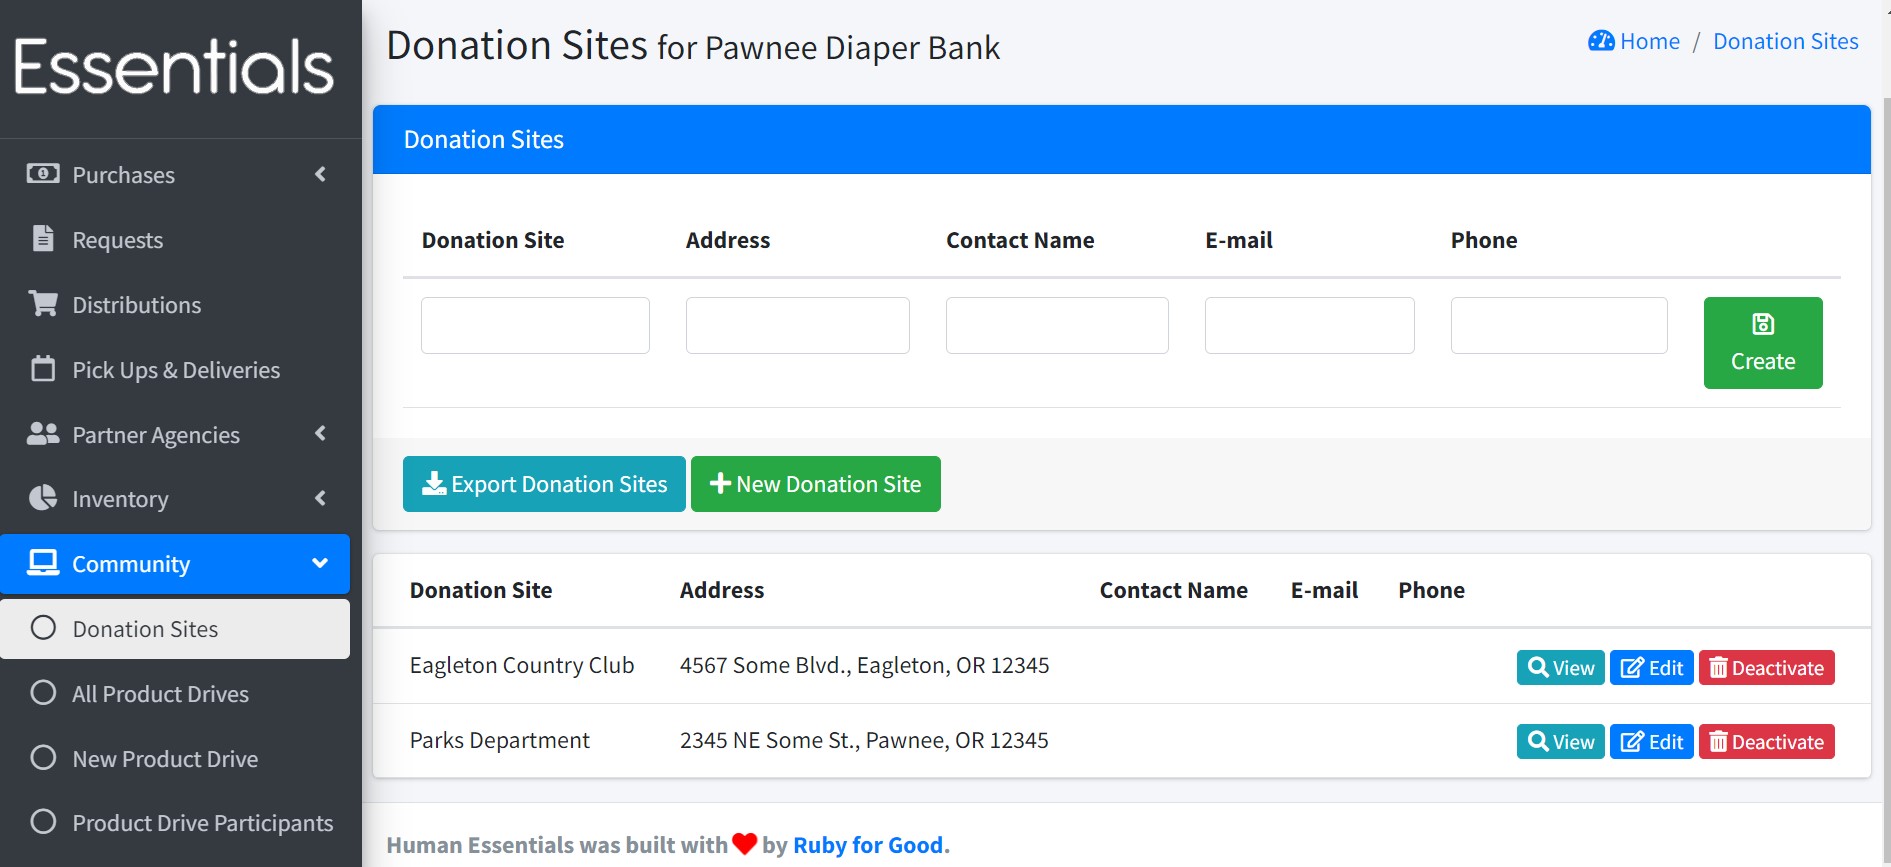 Essentials
Purchases
Requests
Distributions
Pick Ups & Deliveries
Partner Agencies
Inventory
Community
Donation Sites
All Product Drives
New Product Drive
Product Drive Participants
Donation Sites for Pawnee Diaper Bank
Home / Donation Sites
Donation Sites
Donation Site Address Contact Name E-mail Phone
Create
Export Donation Sites New Donation Site
Donation Site Address Contact Name E-mail Phone
Eagleton Country Club 4567 Some Blvd., Eagleton, OR 12345 View Edit Deactivate
Parks Department 2345 NE Some St., Pawnee, OR 12345 View Edit Deactivate
Human Essentials was built with ❤ by Ruby for Good.